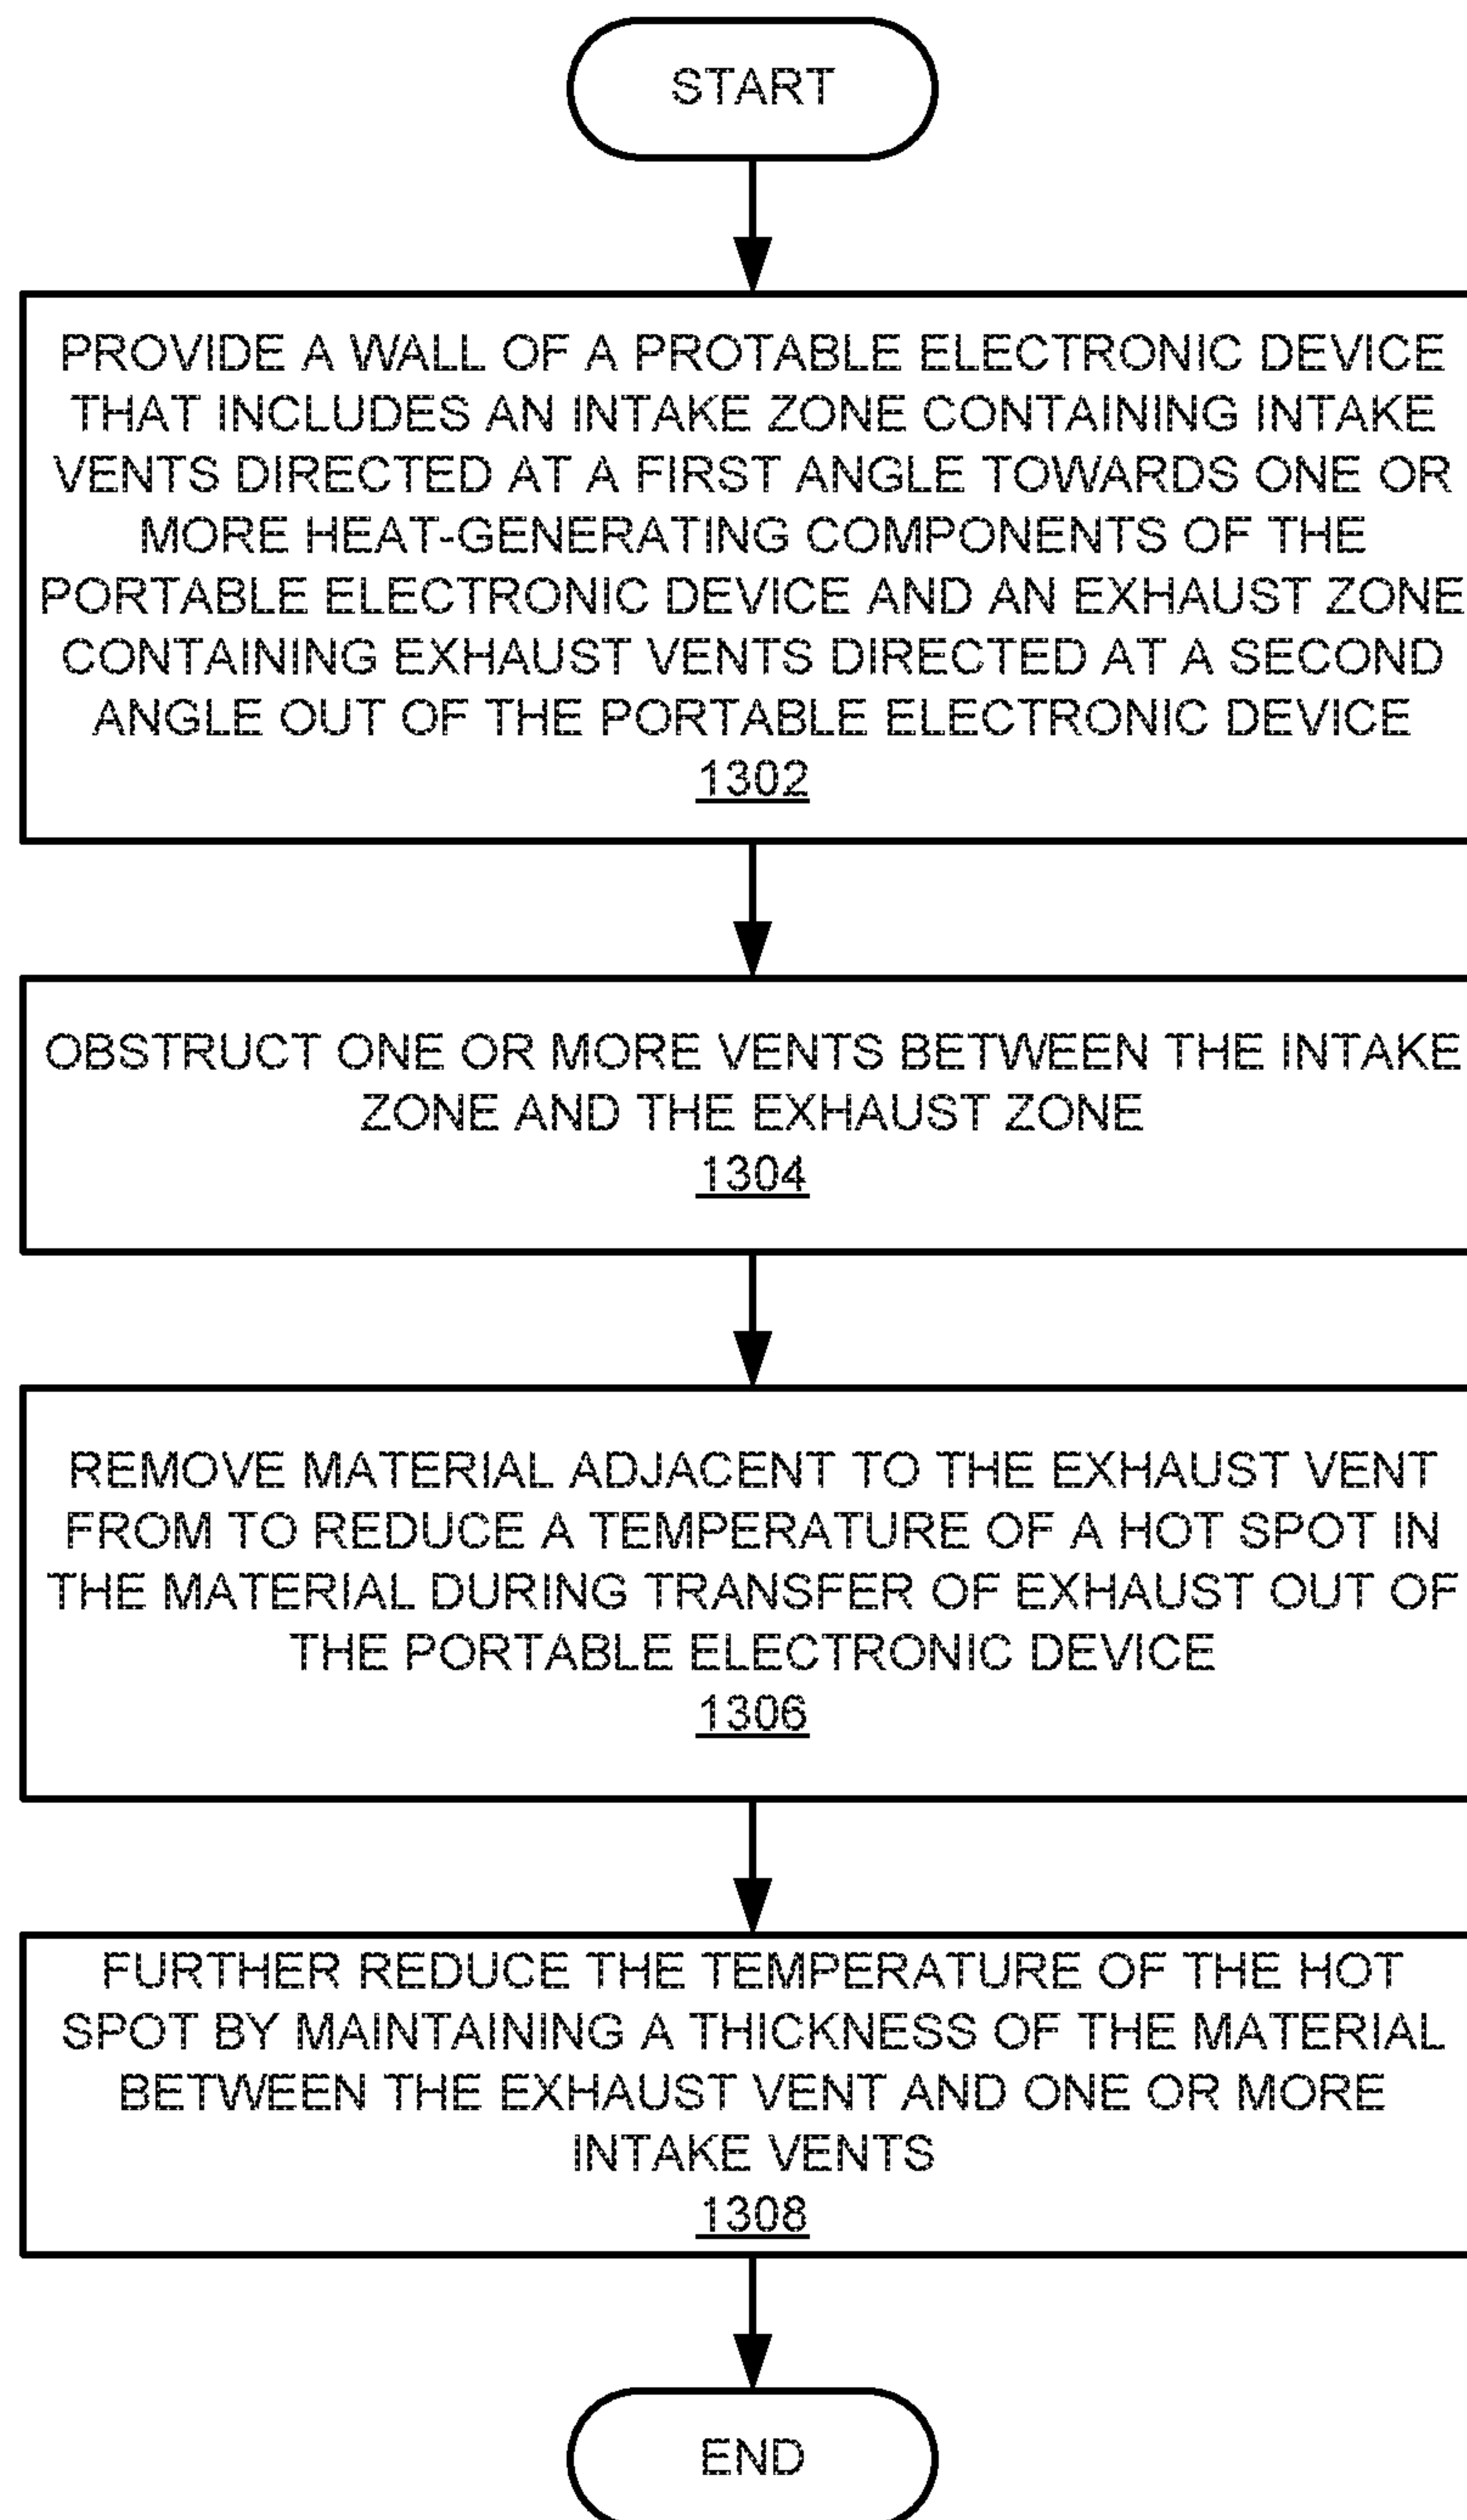 START
PROVIDE A WALL OF A PROTABLE ELECTRONIC DEVICE
THAT INCLUDES AN INTAKE ZONE CONTAINING INTAKE
VENTS DIRECTED AT A FIRST ANGLE TOWARDS ONE OR
MORE HEAT-GENERATING COMPONENTS OF THE
PORTABLE ELECTRONIC DEVICE AND AN EXHAUST ZONE
CONTAINING EXHAUST VENTS DIRECTED AT A SECOND
ANGLE OUT OF THE PORTABLE ELECTRONIC DEVICE
1302
OBSTRUCT ONE OR MORE VENTS BETWEEN THE INTAKE
ZONE AND THE EXHAUST ZONE
1304
REMOVE MATERIAL ADJACENT TO THE EXHAUST VENT
FROM TO REDUCE A TEMPERATURE OF A HOT SPOT IN
THE MATERIAL DURING TRANSFER OF EXHAUST OUT OF
THE PORTABLE ELECTRONIC DEVICE
1306
FURTHER REDUCE THE TEMPERATURE OF THE HOT
SPOT BY MAINTAINING A THICKNESS OF THE MATERIAL
BETWEEN THE EXHAUST VENT AND ONE OR MORE
INTAKE VENTS
1308
END